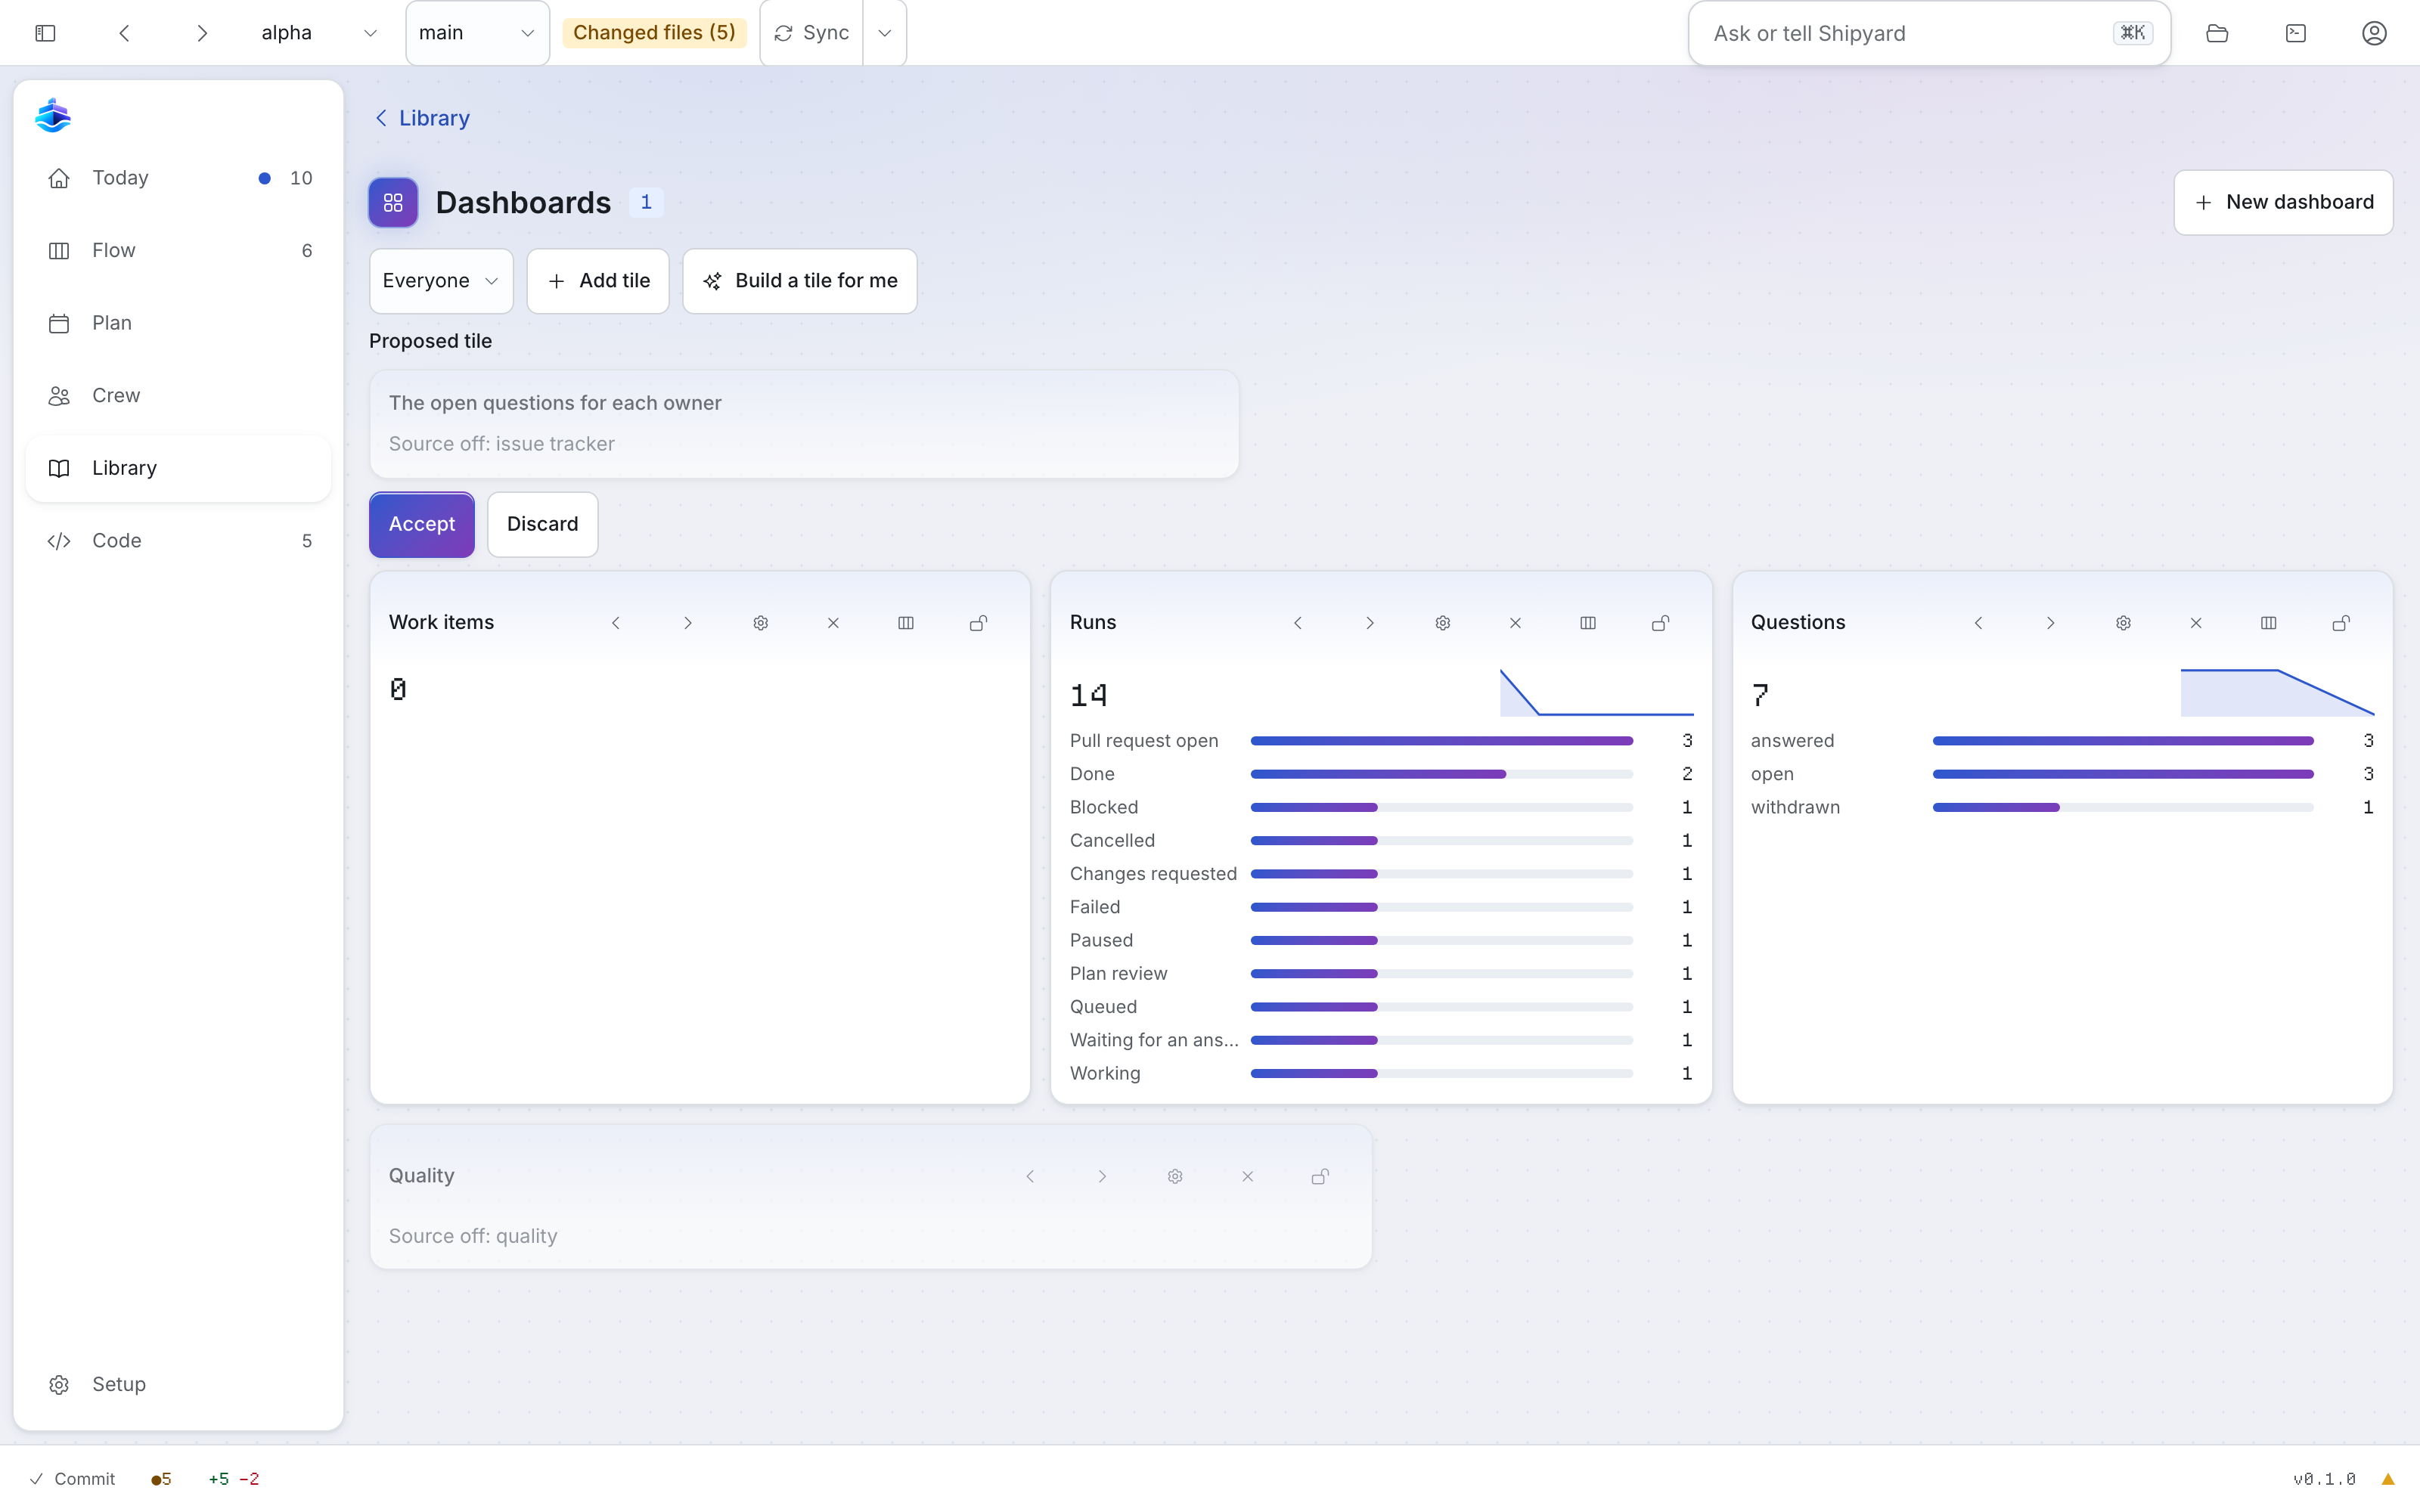 alpha
main
Changed files (5)
Sync
Ask or tell Shipyard
⌘K
Today 10
Flow 6
Plan
Crew
Library
Code 5
Setup
Library
Dashboards 1
New dashboard
Everyone
Add tile
Build a tile for me
Proposed tile
The open questions for each owner
Source off: issue tracker
Accept
Discard
Work items
0
Runs
14
Pull request open 3
Done 2
Blocked 1
Cancelled 1
Changes requested 1
Failed 1
Paused 1
Plan review 1
Queued 1
Waiting for an ans... 1
Working 1
Questions
7
answered 3
open 3
withdrawn 1
Quality
Source off: quality
Commit
5
+5 -2
v0.1.0